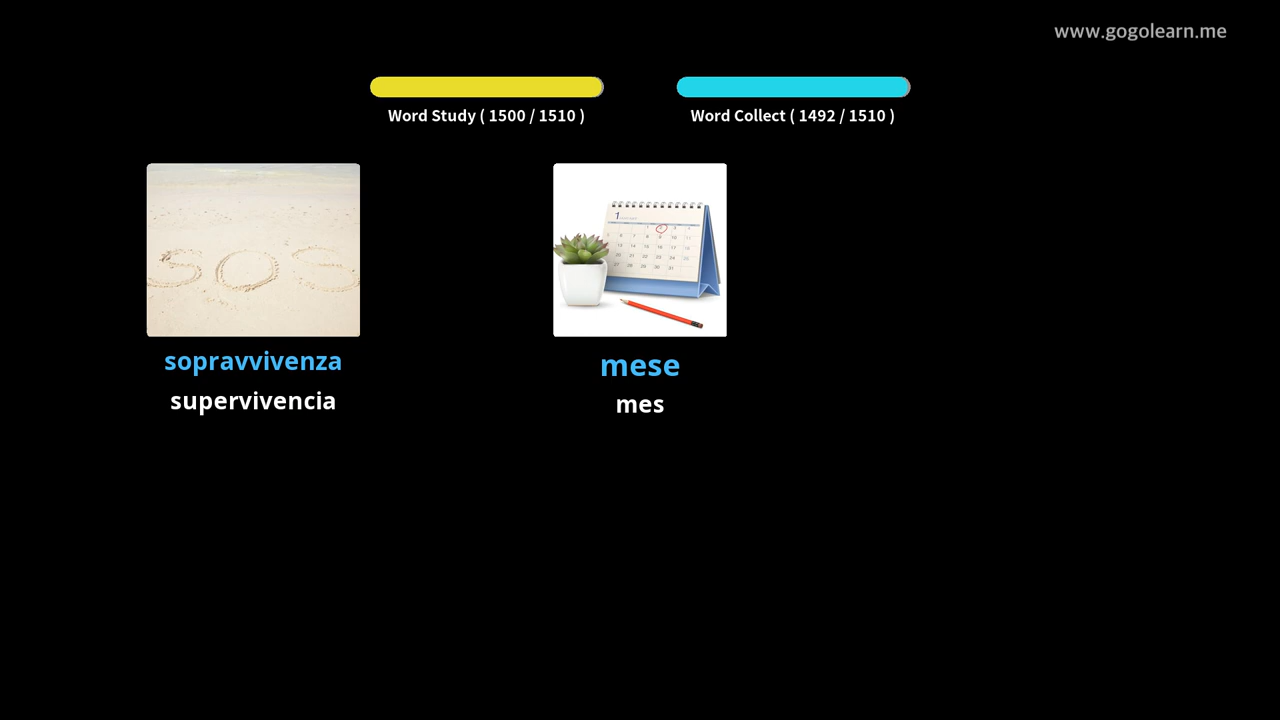 www.gogolearn.me
Word Study ( 1500 / 1510 )
Word Collect ( 1492 / 1510 )
SOS
sopravvivenza
supervivencia
mese
mes